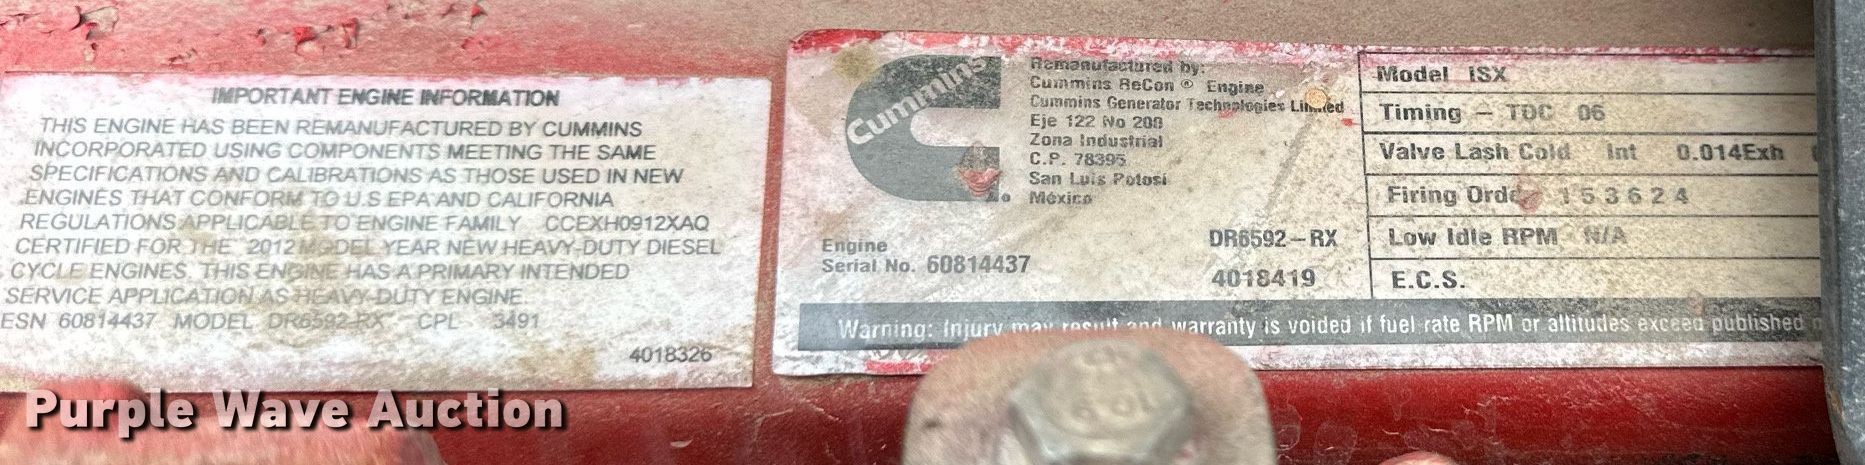 IMPORTANT ENGINE INFORMATION
THIS ENGINE HAS BEEN REMANUFACTURED BY CUMMINS
INCORPORATED USING COMPONENTS MEETING THE SAME
SPECIFICATIONS AND CALIBRATIONS AS THOSE USED IN NEW
ENGINES THAT CONFORM TO U.S EPA AND CALIFORNIA
REGULATIONS APPLICABLE TO ENGINE FAMILY CCEXH0912XAQ
CERTIFIED FOR THE 2012 MODEL YEAR NEW HEAVY-DUTY DIESEL
CYCLE ENGINES. THIS ENGINE HAS A PRIMARY INTENDED
SERVICE APPLICATION AS HEAVY-DUTY ENGINE.
ESN 60814437 MODEL DR6592-RX CPL 3491
4018326
Cummins
Remanufactured by:
Cummins ReCon ® Engine
Cummins Generator Technologies Limited
Eje 122 No 200
Zona Industrial
C.P. 78395
San Luis Potosi
México
Engine
Serial No. 60814437
DR6592-RX
4018419
Model ISX
Timing - TDC 06
Valve Lash Cold Int 0.014Exh
Firing Order 153624
Low Idle RPM N/A
E.C.S.
Warning: Injury may result and warranty is voided if fuel rate RPM or altitudes exceed published
Purple Wave Auction